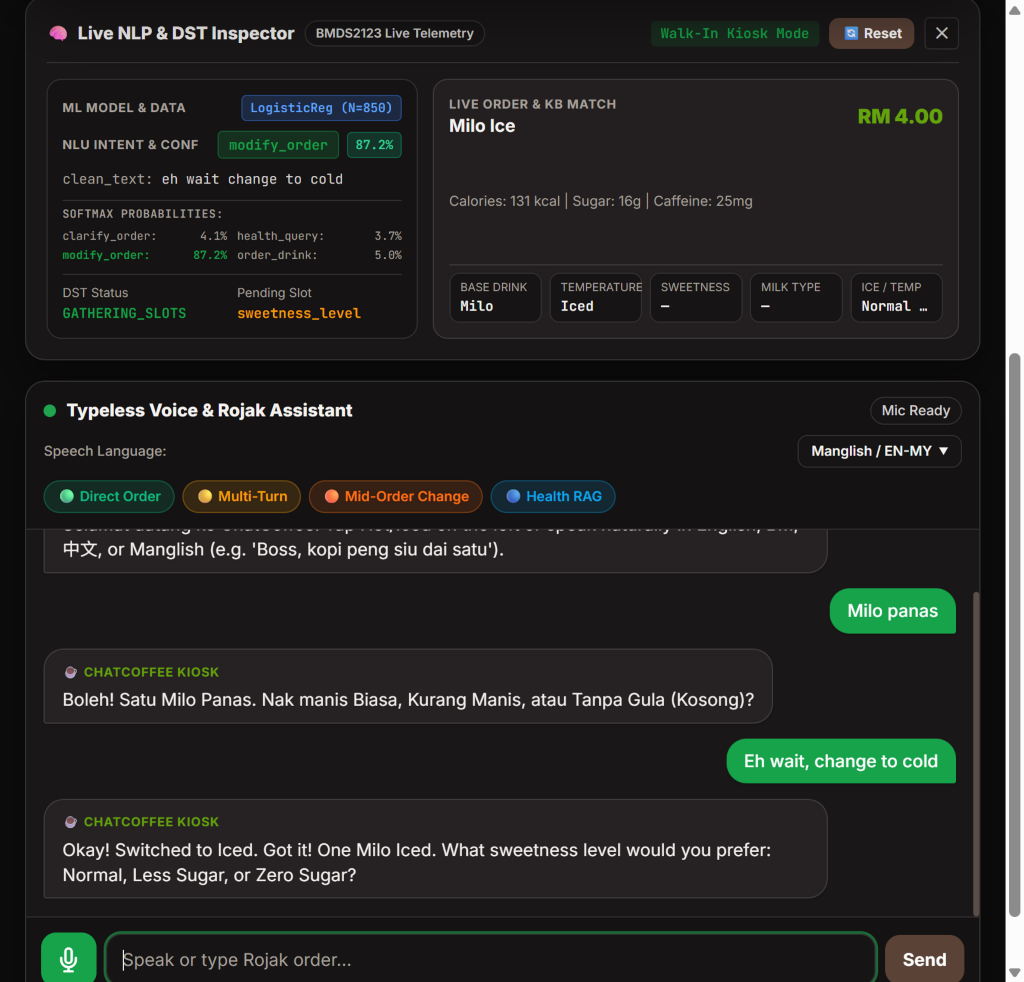 Live NLP & DST Inspector
BMDS2123 Live Telemetry
Walk-In Kiosk Mode
Reset
ML MODEL & DATA
LogisticReg (N=850)
NLU INTENT & CONF
modify_order
87.2%
clean_text: eh wait change to cold
SOFTMAX PROBABILITIES:
clarify_order: 4.1% health_query: 3.7%
modify_order: 87.2% order_drink: 5.0%
DST Status
Pending Slot
GATHERING_SLOTS
sweetness_level
LIVE ORDER & KB MATCH
Milo Ice
RM 4.00
Calories: 131 kcal | Sugar: 16g | Caffeine: 25mg
BASE DRINK
Milo
TEMPERATURE
Iced
SWEETNESS
—
MILK TYPE
—
ICE / TEMP
Normal …
Typeless Voice & Rojak Assistant
Mic Ready
Speech Language:
Manglish / EN-MY ▼
Direct Order
Multi-Turn
Mid-Order Change
Health RAG
中文, or Manglish (e.g. 'Boss, kopi peng siu dai satu').
Milo panas
CHATCOFFEE KIOSK
Boleh! Satu Milo Panas. Nak manis Biasa, Kurang Manis, atau Tanpa Gula (Kosong)?
Eh wait, change to cold
CHATCOFFEE KIOSK
Okay! Switched to Iced. Got it! One Milo Iced. What sweetness level would you prefer:
Normal, Less Sugar, or Zero Sugar?
Speak or type Rojak order...
Send